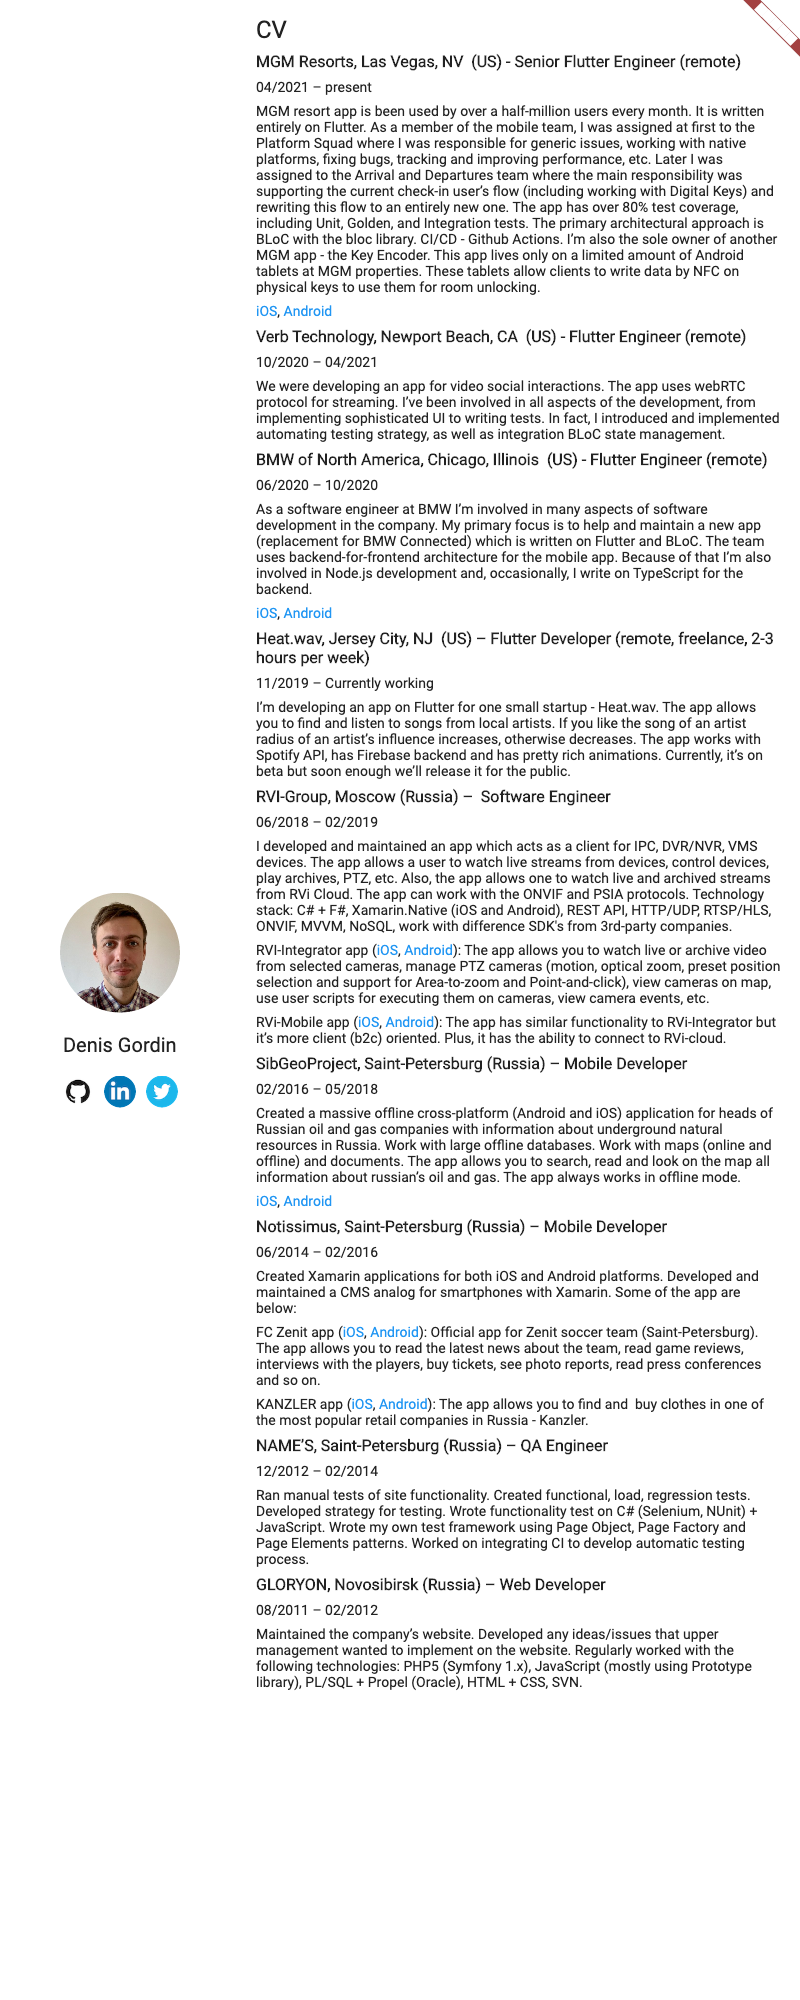 CV
MGM Resorts, Las Vegas, NV  (US) - Senior Flutter Engineer (remote)
04/2021 – present
MGM resort app is been used by over a half-million users every month. It is written
entirely on Flutter. As a member of the mobile team, I was assigned at first to the
Platform Squad where I was responsible for generic issues, working with native
platforms, fixing bugs, tracking and improving performance, etc. Later I was
assigned to the Arrival and Departures team where the main responsibility was
supporting the current check-in user’s flow (including working with Digital Keys) and
rewriting this flow to an entirely new one. The app has over 80% test coverage,
including Unit, Golden, and Integration tests. The primary architectural approach is
BLoC with the bloc library. CI/CD - Github Actions. I’m also the sole owner of another
MGM app - the Key Encoder. This app lives only on a limited amount of Android
tablets at MGM properties. These tablets allow clients to write data by NFC on
physical keys to use them for room unlocking.
iOS, Android
Verb Technology, Newport Beach, CA  (US) - Flutter Engineer (remote)
10/2020 – 04/2021
We were developing an app for video social interactions. The app uses webRTC
protocol for streaming. I’ve been involved in all aspects of the development, from
implementing sophisticated UI to writing tests. In fact, I introduced and implemented
automating testing strategy, as well as integration BLoC state management.
BMW of North America, Chicago, Illinois  (US) - Flutter Engineer (remote)
06/2020 – 10/2020
As a software engineer at BMW I’m involved in many aspects of software
development in the company. My primary focus is to help and maintain a new app
(replacement for BMW Connected) which is written on Flutter and BLoC. The team
uses backend-for-frontend architecture for the mobile app. Because of that I’m also
involved in Node.js development and, occasionally, I write on TypeScript for the
backend.
iOS, Android
Heat.wav, Jersey City, NJ  (US) – Flutter Developer (remote, freelance, 2-3
hours per week)
11/2019 – Currently working
I’m developing an app on Flutter for one small startup - Heat.wav. The app allows
you to find and listen to songs from local artists. If you like the song of an artist
radius of an artist’s influence increases, otherwise decreases. The app works with
Spotify API, has Firebase backend and has pretty rich animations. Currently, it’s on
beta but soon enough we’ll release it for the public.
RVI-Group, Moscow (Russia) –  Software Engineer
06/2018 – 02/2019
I developed and maintained an app which acts as a client for IPC, DVR/NVR, VMS
devices. The app allows a user to watch live streams from devices, control devices,
play archives, PTZ, etc. Also, the app allows one to watch live and archived streams
from RVi Cloud. The app can work with the ONVIF and PSIA protocols. Technology
stack: C# + F#, Xamarin.Native (iOS and Android), REST API, HTTP/UDP, RTSP/HLS,
ONVIF, MVVM, NoSQL, work with difference SDK's from 3rd-party companies.
RVI-Integrator app (iOS, Android): The app allows you to watch live or archive video
from selected cameras, manage PTZ cameras (motion, optical zoom, preset position
selection and support for Area-to-zoom and Point-and-click), view cameras on map,
use user scripts for executing them on cameras, view camera events, etc.
RVi-Mobile app (iOS, Android): The app has similar functionality to RVi-Integrator but
it’s more client (b2c) oriented. Plus, it has the ability to connect to RVi-cloud.
Denis Gordin
SibGeoProject, Saint-Petersburg (Russia) – Mobile Developer
02/2016 – 05/2018
Created a massive offline cross-platform (Android and iOS) application for heads of
Russian oil and gas companies with information about underground natural
resources in Russia. Work with large offline databases. Work with maps (online and
offline) and documents. The app allows you to search, read and look on the map all
information about russian’s oil and gas. The app always works in offline mode.
iOS, Android
Notissimus, Saint-Petersburg (Russia) – Mobile Developer
06/2014 – 02/2016
Created Xamarin applications for both iOS and Android platforms. Developed and
maintained a CMS analog for smartphones with Xamarin. Some of the app are
below:
FC Zenit app (iOS, Android): Official app for Zenit soccer team (Saint-Petersburg).
The app allows you to read the latest news about the team, read game reviews,
interviews with the players, buy tickets, see photo reports, read press conferences
and so on.
KANZLER app (iOS, Android): The app allows you to find and  buy clothes in one of
the most popular retail companies in Russia - Kanzler.
NAME’S, Saint-Petersburg (Russia) – QA Engineer
12/2012 – 02/2014
Ran manual tests of site functionality. Created functional, load, regression tests.
Developed strategy for testing. Wrote functionality test on C# (Selenium, NUnit) +
JavaScript. Wrote my own test framework using Page Object, Page Factory and
Page Elements patterns. Worked on integrating CI to develop automatic testing
process.
GLORYON, Novosibirsk (Russia) – Web Developer
08/2011 – 02/2012
Maintained the company’s website. Developed any ideas/issues that upper
management wanted to implement on the website. Regularly worked with the
following technologies: PHP5 (Symfony 1.x), JavaScript (mostly using Prototype
library), PL/SQL + Propel (Oracle), HTML + CSS, SVN.